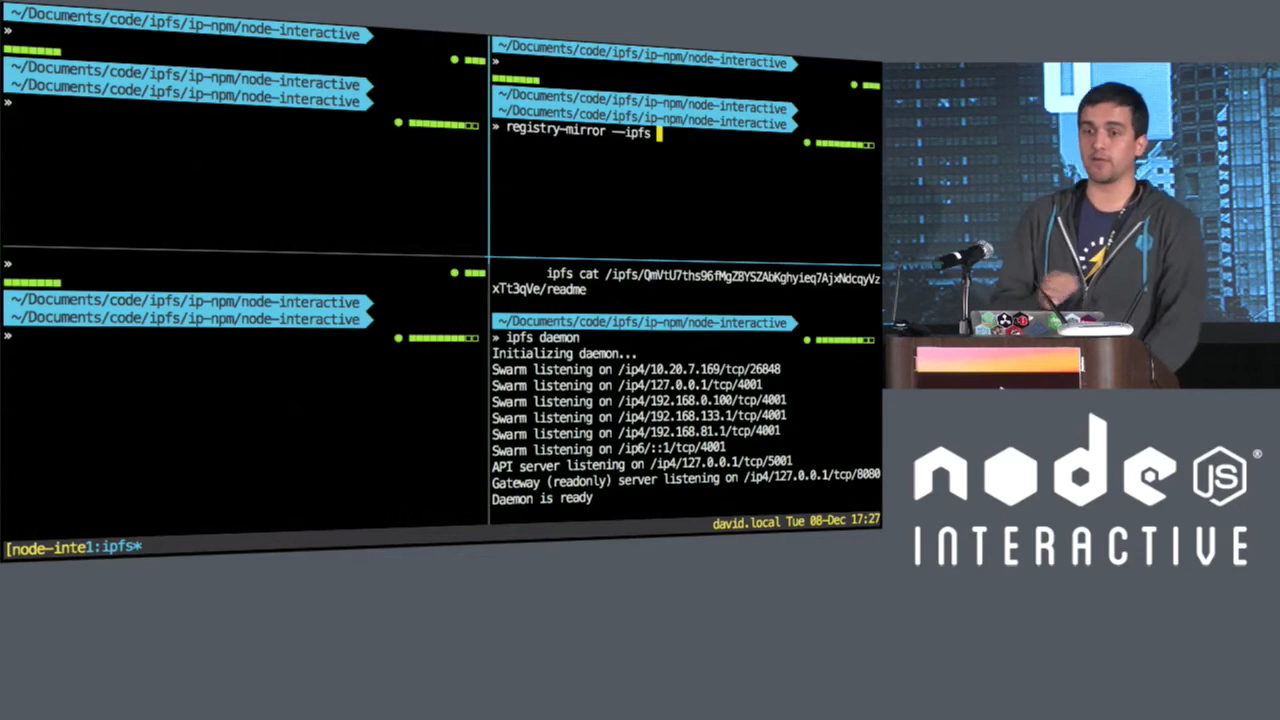 ~/Documents/code/ipfs/ip-npm/node-interactive
»
~/Documents/code/ipfs/ip-npm/node-interactive
~/Documents/code/ipfs/ip-npm/node-interactive
»
~/Documents/code/ipfs/ip-npm/node-interactive
»
~/Documents/code/ipfs/ip-npm/node-interactive
~/Documents/code/ipfs/ip-npm/node-interactive
» registry-mirror --ipfs
»
~/Documents/code/ipfs/ip-npm/node-interactive
~/Documents/code/ipfs/ip-npm/node-interactive
»
ipfs cat /ipfs/QmVtU7ths96fMgZ8YSZAbKghyieq7AjxNdcqyVz
xTt3qVe/readme
~/Documents/code/ipfs/ip-npm/node-interactive
» ipfs daemon
Initializing daemon...
Swarm listening on /ip4/10.20.7.169/tcp/26848
Swarm listening on /ip4/127.0.0.1/tcp/4001
Swarm listening on /ip4/192.168.0.100/tcp/4001
Swarm listening on /ip4/192.168.133.1/tcp/4001
Swarm listening on /ip4/192.168.81.1/tcp/4001
Swarm listening on /ip6/::1/tcp/4001
API server listening on /ip4/127.0.0.1/tcp/5001
Gateway (readonly) server listening on /ip4/127.0.0.1/tcp/8080
Daemon is ready
david.local Tue 08-Dec 17:27
[node-inte1:ipfs*
node JS ®
INTERACTIVE